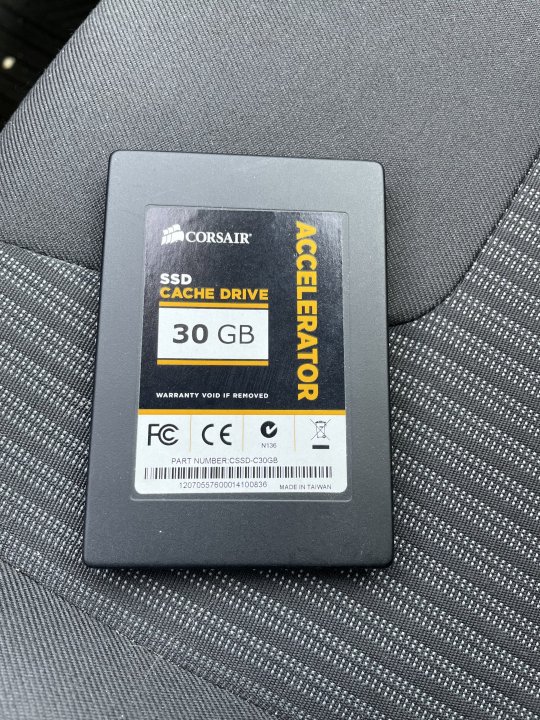 CORSAIR
ACCELERATOR
SSD
CACHE DRIVE
30 GB
WARRANTY VOID IF REMOVED
FC CE
N136
PART NUMBER:CSSD-C30GB
12070557600014100836
MADE IN TAIWAN